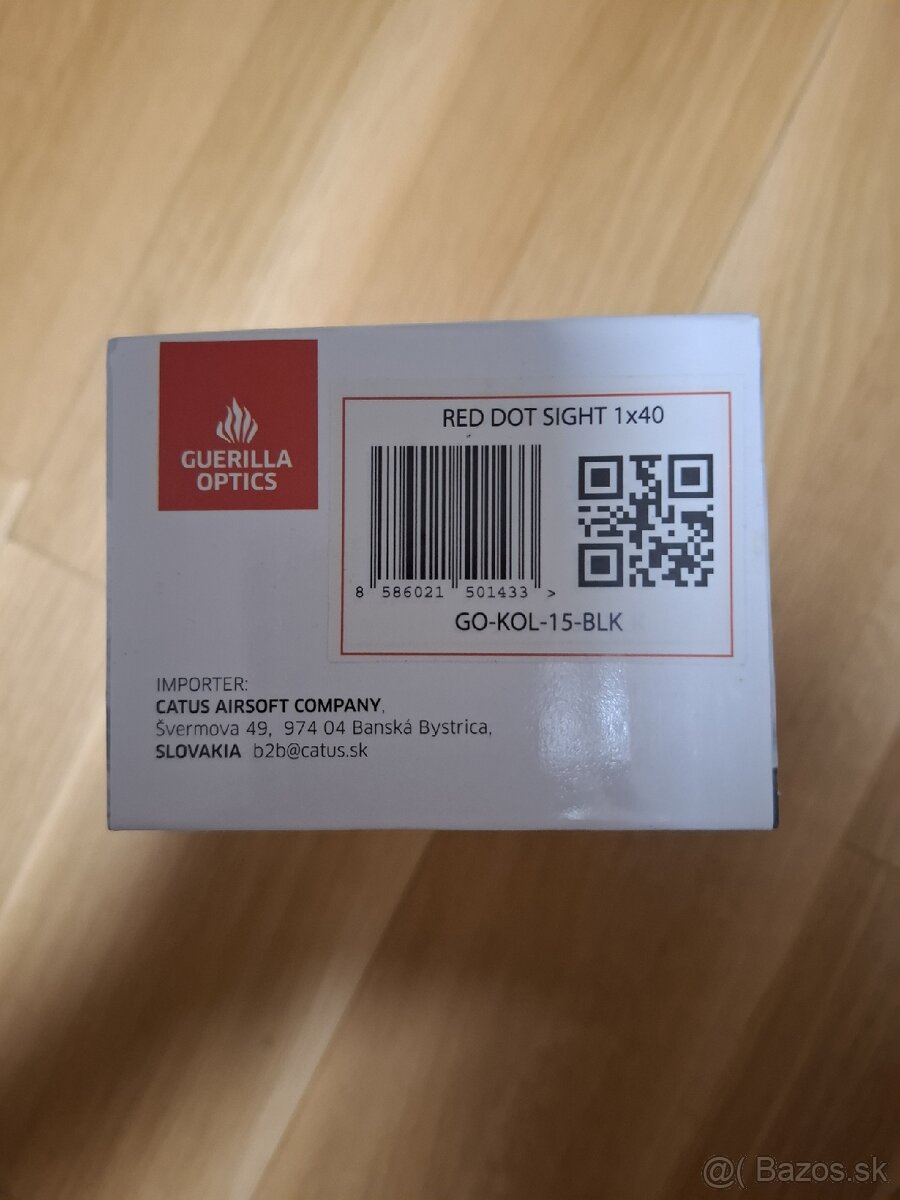 GUERILLA
OPTICS
RED DOT SIGHT 1x40
8 586021 501433 >
GO-KOL-15-BLK
IMPORTER:
CATUS AIRSOFT COMPANY,
Švermova 49, 974 04 Banská Bystrica,
SLOVAKIA b2b@catus.sk
@( Bazos.sk